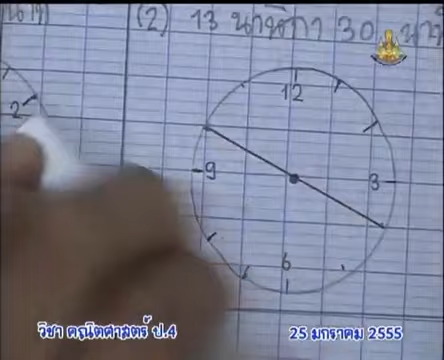 (2) 13 นาฬิกา 30 นาที
12
2
9
3
6
วิชา คณิตศาสตร์ ป.4
25 มกราคม 2555